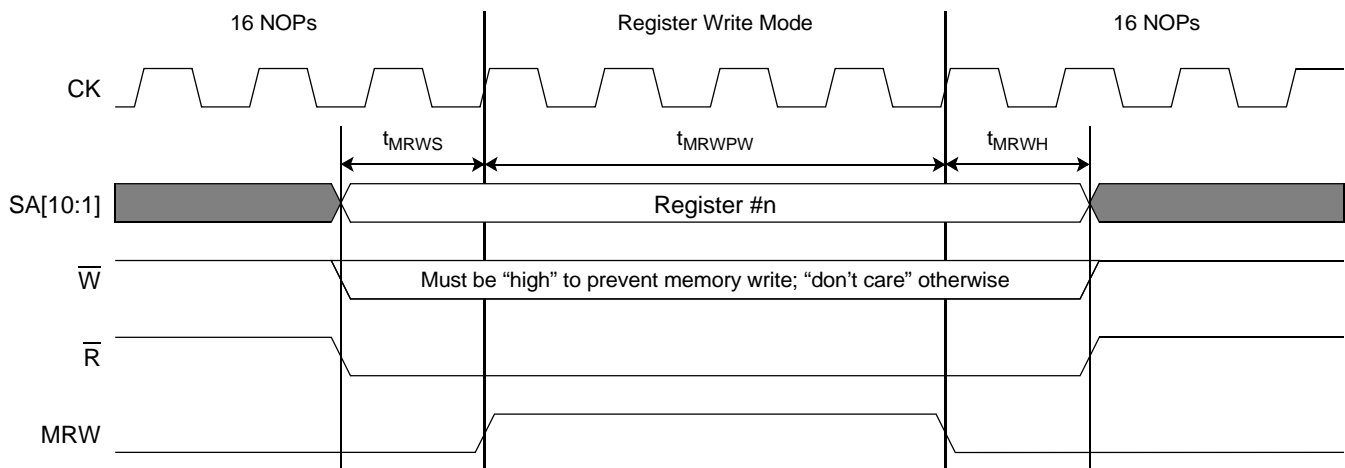 16 NOPs Register Write Mode 16 NOPs
CK
tMRWS tMRWPW tMRWH
SA[10:1] Register #n
W Must be “high” to prevent memory write; “don’t care” otherwise
R
MRW